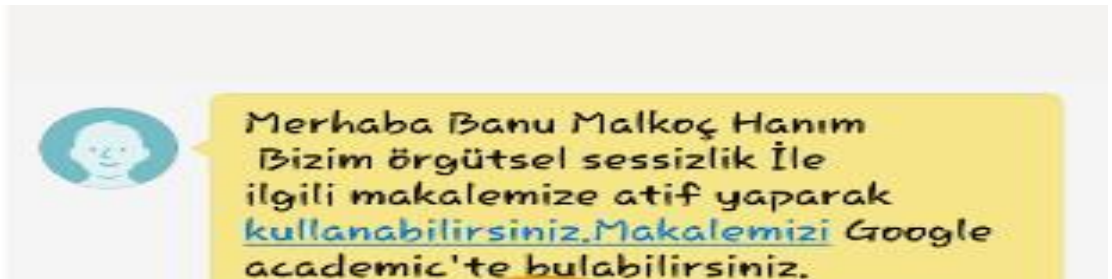 Merhaba Banu Malkoç Hanım
Bizim örgütsel sessizlik İle
ilgili makalemize atif yaparak
kullanabilirsiniz.Makalemizi Google
academic'te bulabilirsiniz.